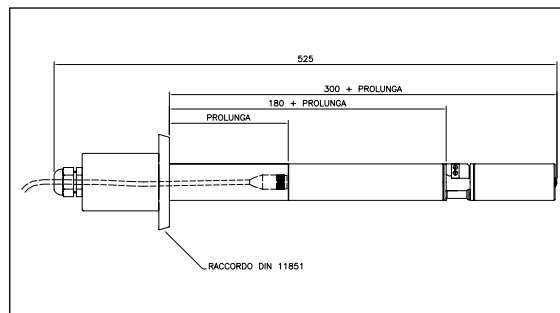 525
300 + PROLUNGA
180 + PROLUNGA
PROLUNGA
RACCORDO DIN 11851